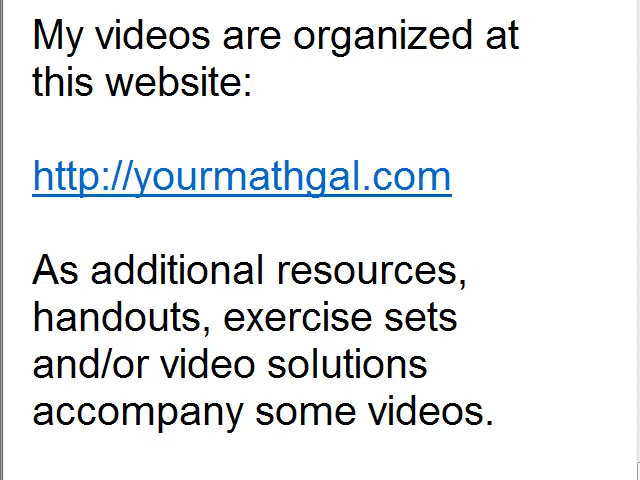 My videos are organized at
this website:
http://yourmathgal.com
As additional resources,
handouts, exercise sets
and/or video solutions
accompany some videos.